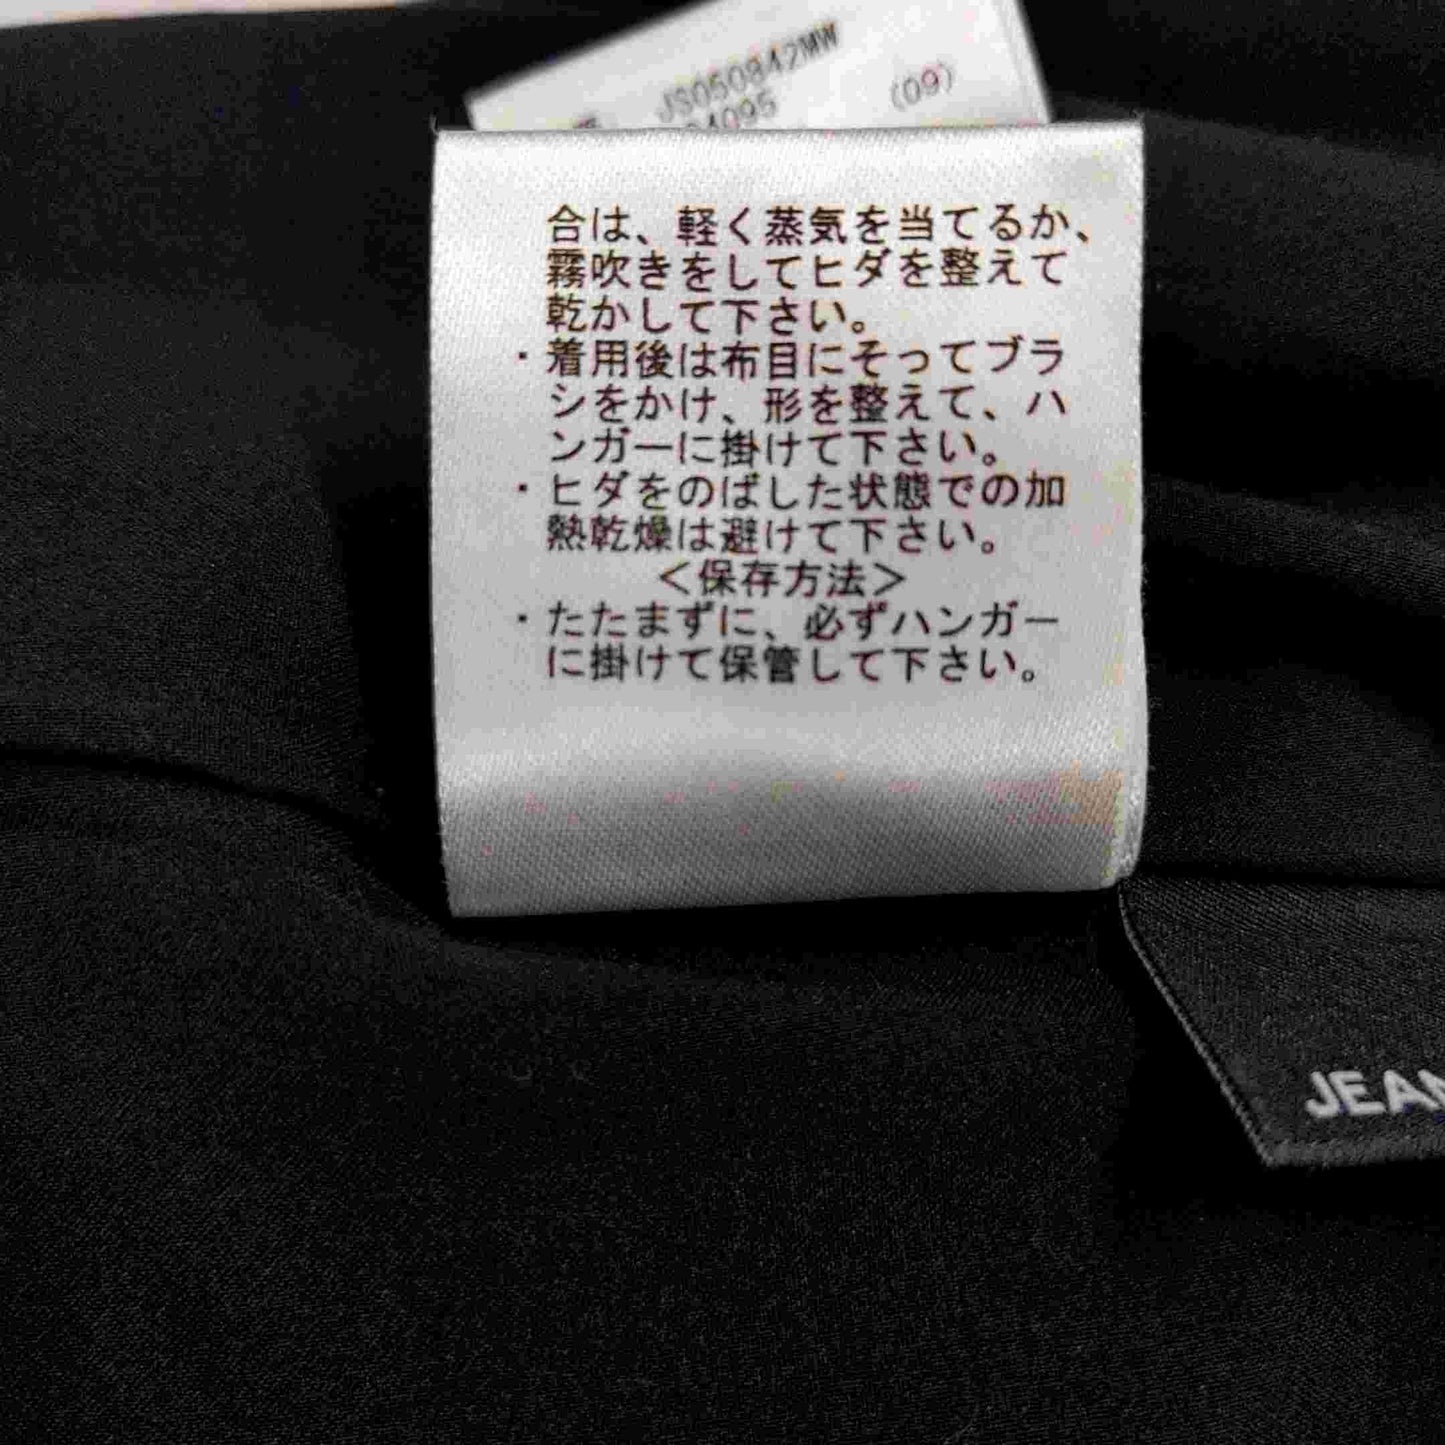 JS050842MW
(09)
合は、軽く蒸気を当てるか、
霧吹きをしてヒダを整えて
乾かして下さい。
・着用後は布目にそってブラ
シをかけ、形を整えて、ハ
ンガーに掛けて下さい。
・ヒダをのばした状態での加
熱乾燥は避けて下さい。
＜保存方法＞
・たたまずに、必ずハンガー
に掛けて保管して下さい。
JEAN